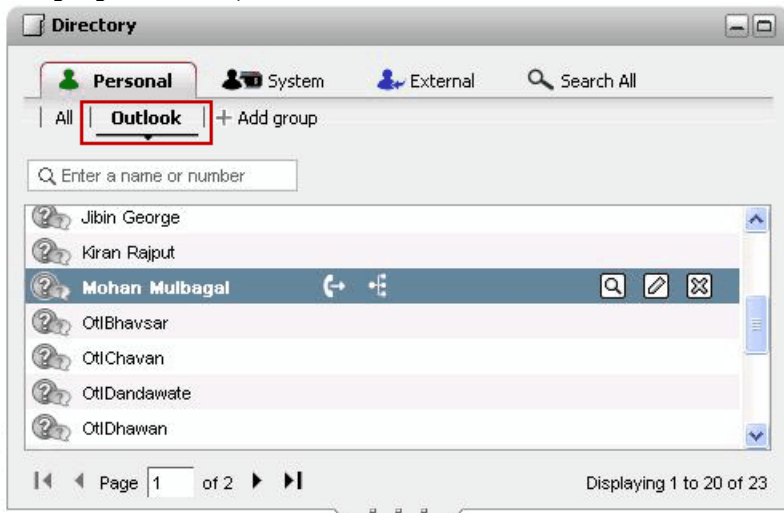 Directory
Personal System External Search All
All Outlook + Add group
Enter a name or number
Jibin George
Kiran Rajput
Mohan Mulbagal
OtlBhavsar
OtlChavan
OtlDandawate
OtlDhawan
Page 1 of 2 Displaying 1 to 20 of 23